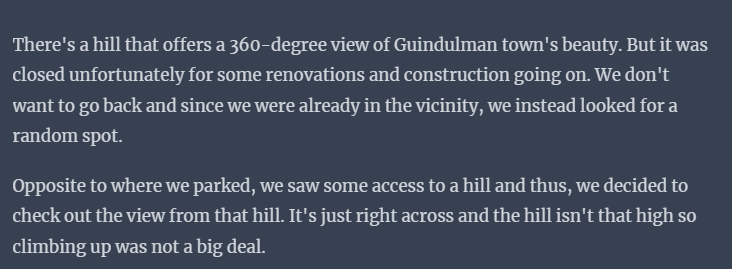 There's a hill that offers a 360-degree view of Guindulman town's beauty. But it was
closed unfortunately for some renovations and construction going on. We don't
want to go back and since we were already in the vicinity, we instead looked for a
random spot.
Opposite to where we parked, we saw some access to a hill and thus, we decided to
check out the view from that hill. It's just right across and the hill isn't that high so
climbing up was not a big deal.